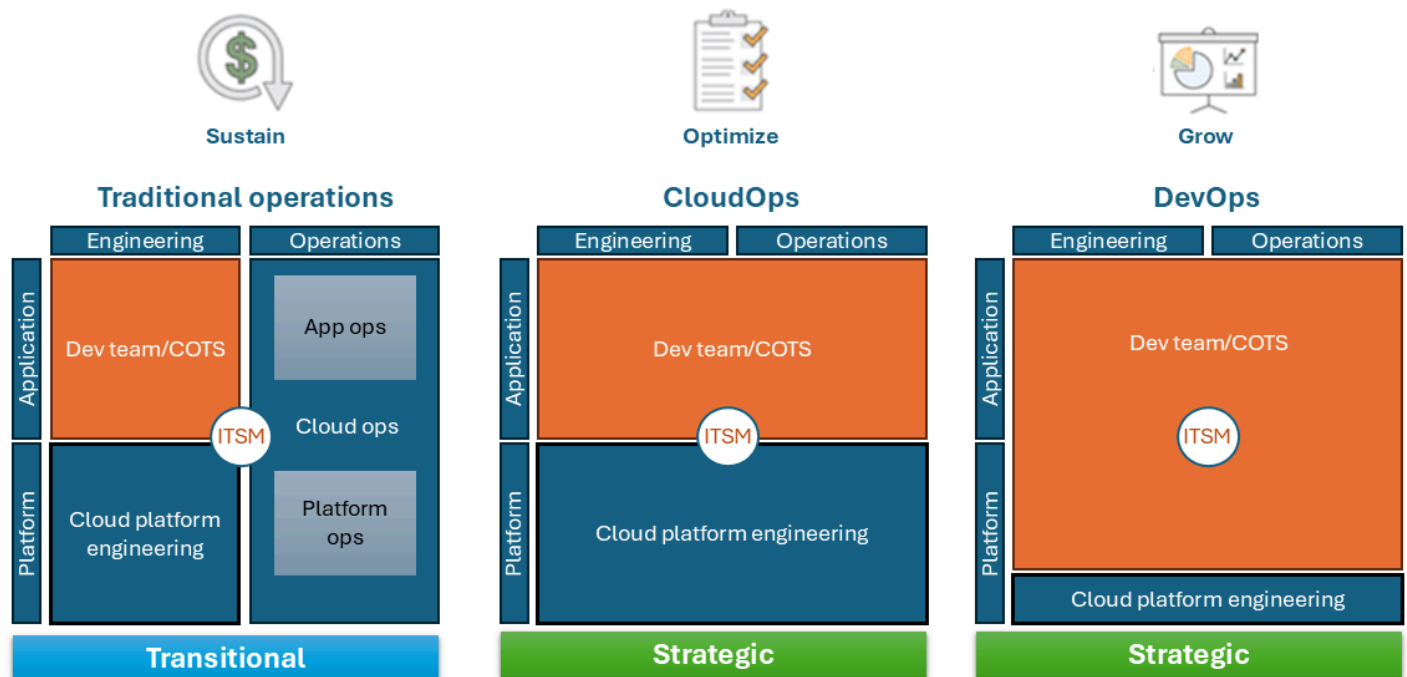 Sustain
Optimize
Grow
Traditional operations
Engineering
Operations
Application
Platform
Dev team/COTS
App ops
Cloud ops
ITSM
Cloud platform
engineering
Platform
ops
Transitional
CloudOps
Engineering
Operations
Application
Platform
Dev team/COTS
ITSM
Cloud platform engineering
Strategic
DevOps
Engineering
Operations
Application
Platform
Dev team/COTS
ITSM
Cloud platform engineering
Strategic